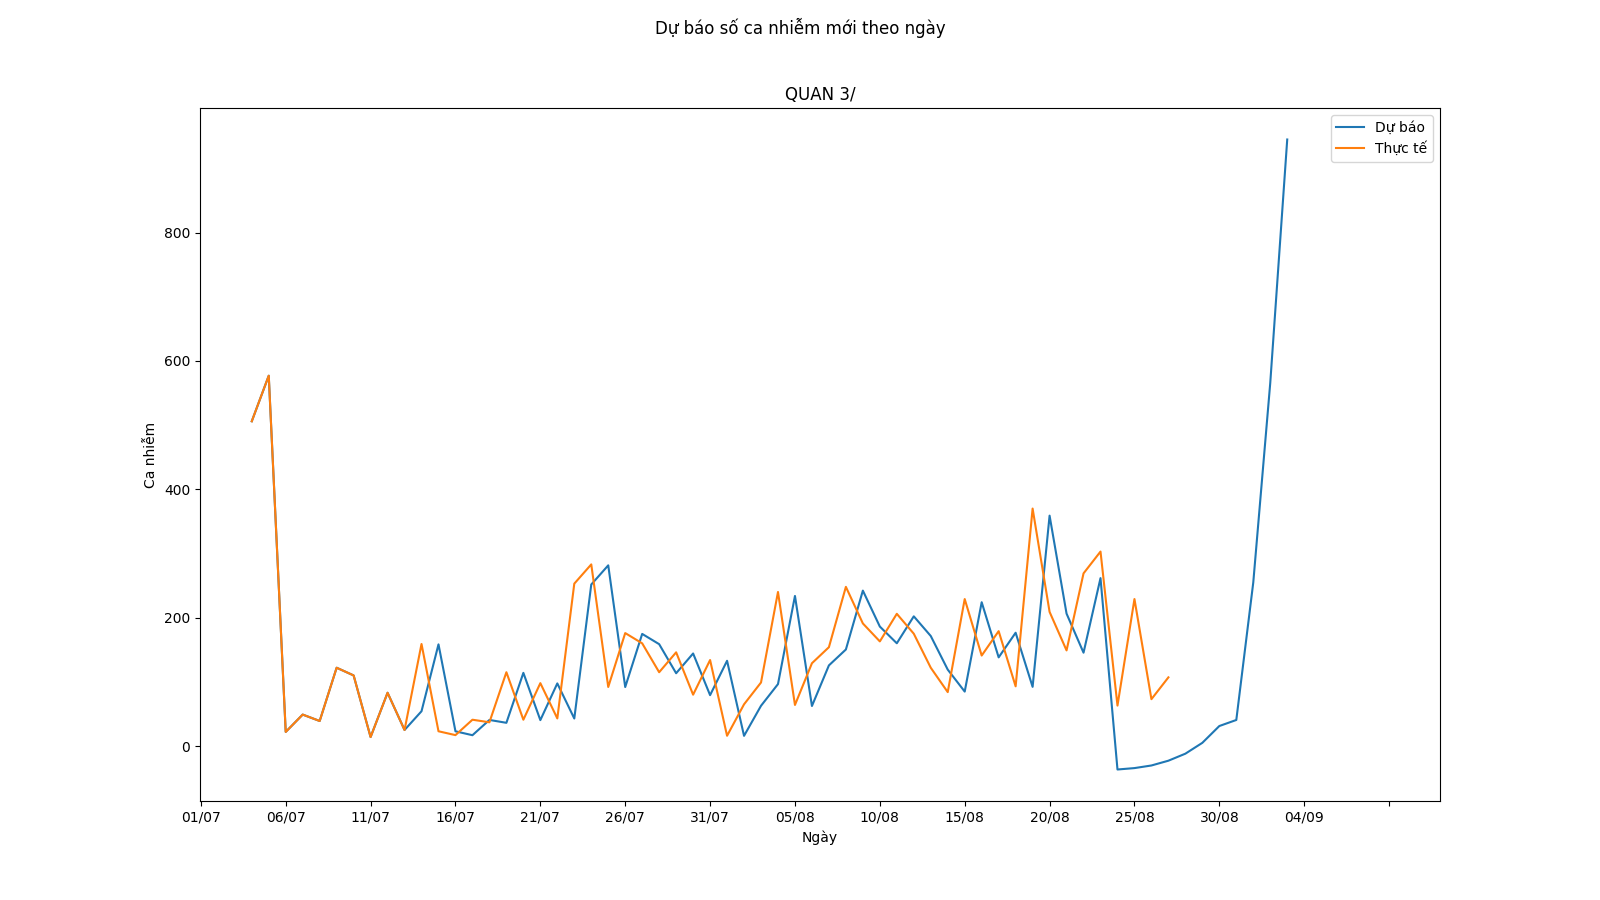 Dự báo số ca nhiễm mới theo ngày
QUAN 3/
Dự báo
Thực tế
800
600
400
200
0
Ca nhiễm
01/07 06/07 11/07 16/07 21/07 26/07 31/07 05/08 10/08 15/08 20/08 25/08 30/08 04/09
Ngày